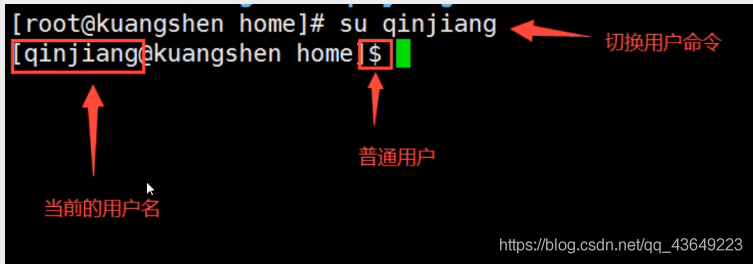 [root@kuangshen home]# su qinjiang
切换用户命令
[qinjiang@kuangshen home]$
普通用户
当前的用户名
https://blog.csdn.net/qq_43649223